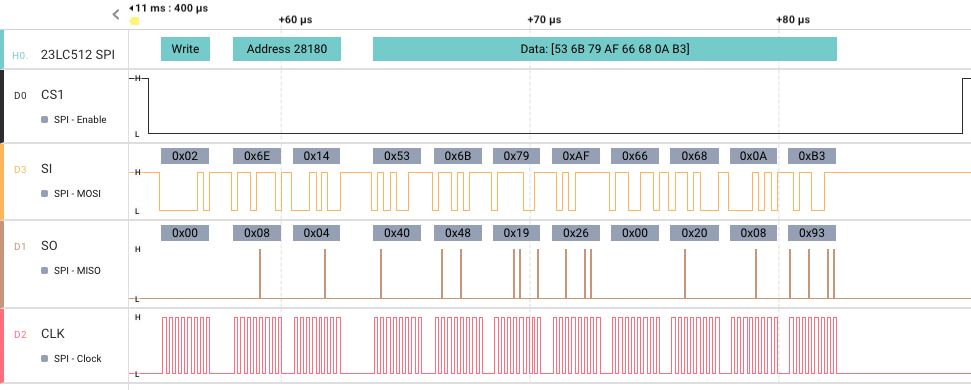 11 ms : 400 µs
+60 µs +70 µs +80 µs
H0. 23LC512 SPI Write Address 28180 Data: [53 6B 79 AF 66 68 0A B3]
D0 CS1 H
SPI - Enable
L
0x02 0x6E 0x14 0x53 0x6B 0x79 0xAF 0x66 0x68 0x0A 0xB3
D3 SI H
SPI - MOSI
L
0x00 0x08 0x04 0x40 0x48 0x19 0x26 0x00 0x20 0x08 0x93
D1 SO H
SPI - MISO
L
H
D2 CLK
SPI - Clock
L